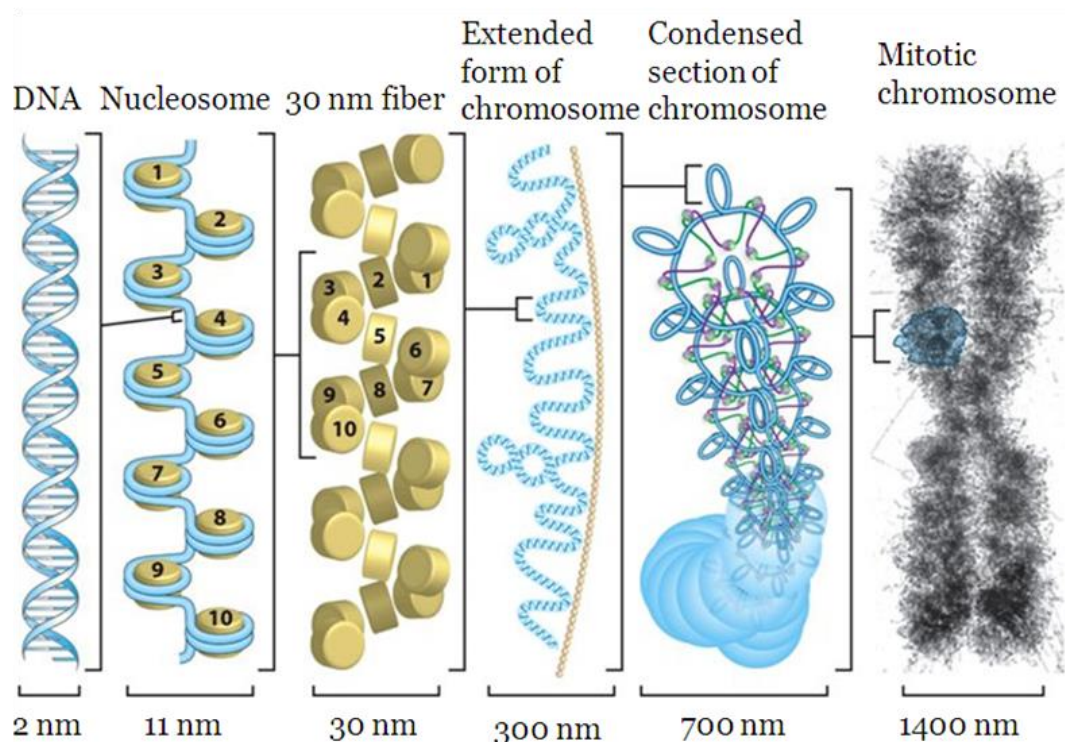 DNA
Nucleosome
30 nm fiber
Extended
form of
chromosome
Condensed
section of
chromosome
Mitotic
chromosome
1
2
3
4
5
6
7
8
9
10
3
2
1
4
5
6
9
8
7
10
2 nm
11 nm
30 nm
300 nm
700 nm
1400 nm